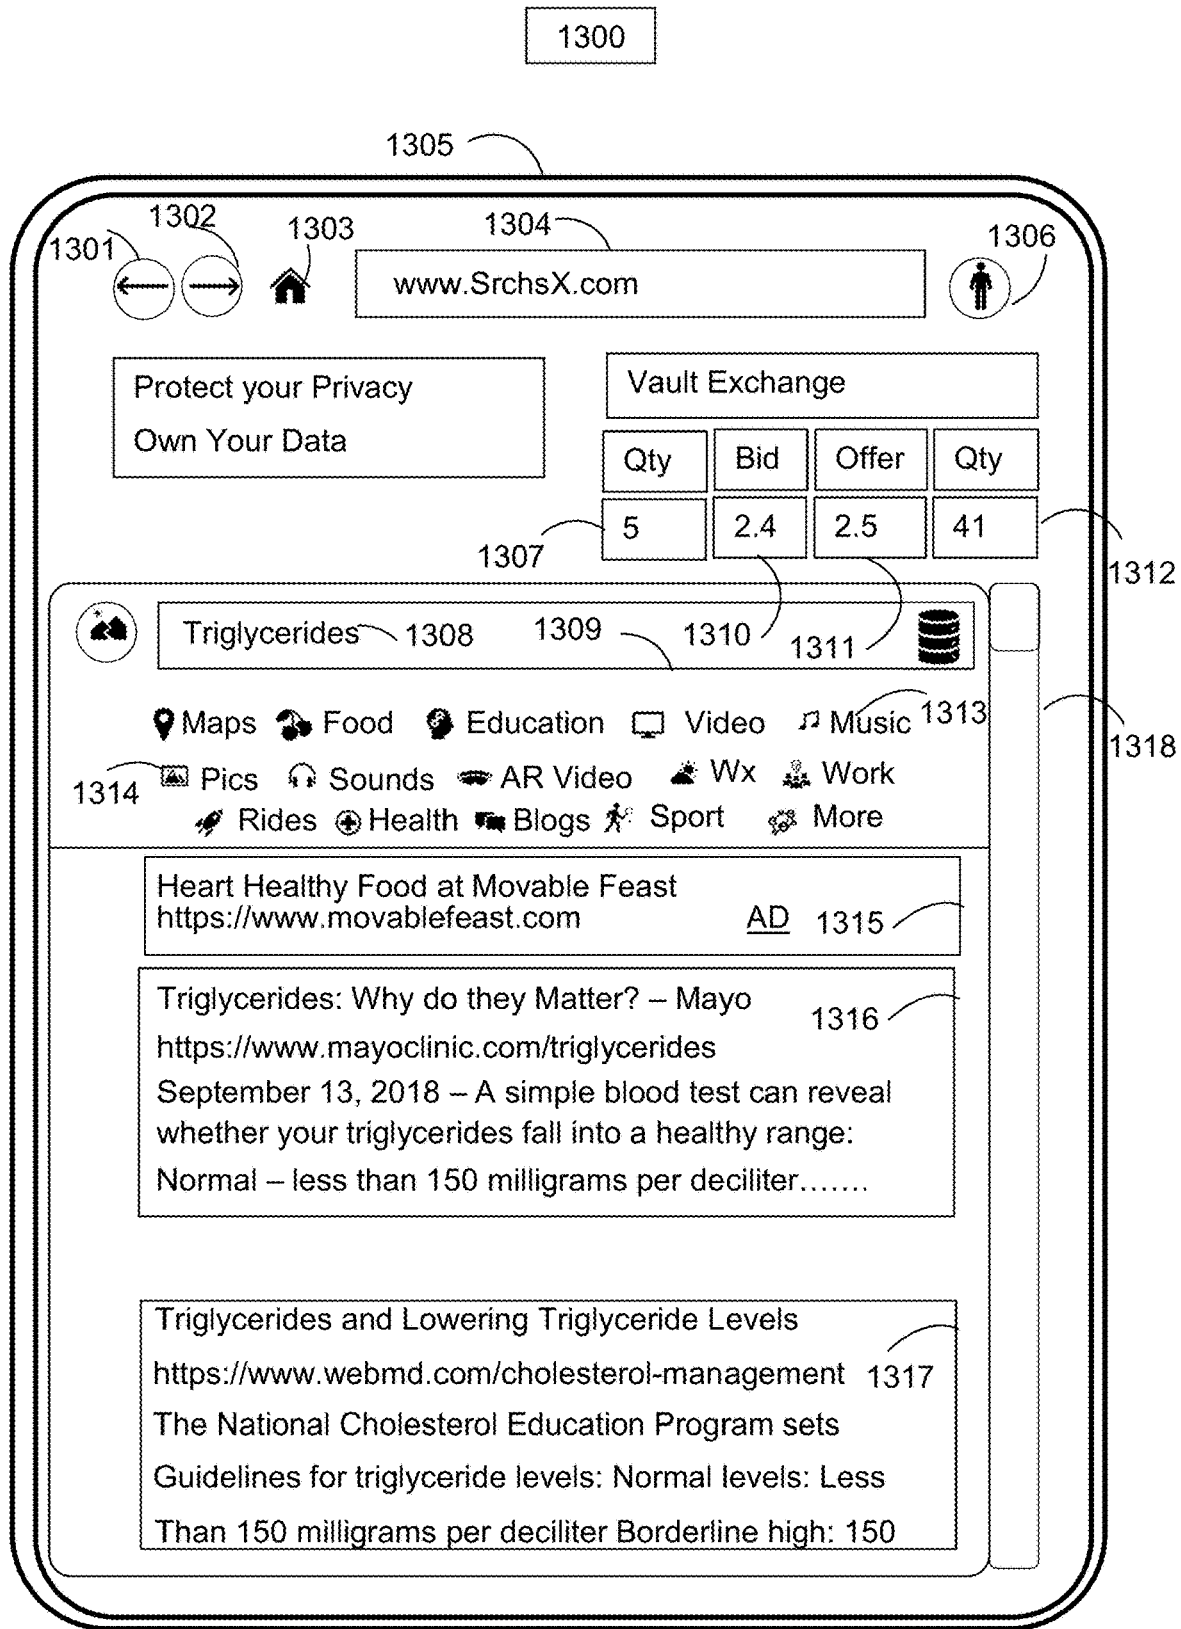 1300
1305
1302
1303
1304
1301
1306
www.SrchsX.com
Protect your Privacy
Own Your Data
Vault Exchange
Qty Bid Offer Qty
5 2.4 2.5 41
1307
1312
Triglycerides 1308 1309 1310 1311
Maps Food Education Video Music 1313
1318
1314 Pics Sounds AR Video Wx Work
Rides Health Blogs Sport More
Heart Healthy Food at Movable Feast
https://www.movablefeast.com AD 1315
Triglycerides: Why do they Matter? – Mayo
1316
https://www.mayoclinic.com/triglycerides
September 13, 2018 – A simple blood test can reveal
whether your triglycerides fall into a healthy range:
Normal – less than 150 milligrams per deciliter.......
Triglycerides and Lowering Triglyceride Levels
https://www.webmd.com/cholesterol-management 1317
The National Cholesterol Education Program sets
Guidelines for triglyceride levels: Normal levels: Less
Than 150 milligrams per deciliter Borderline high: 150